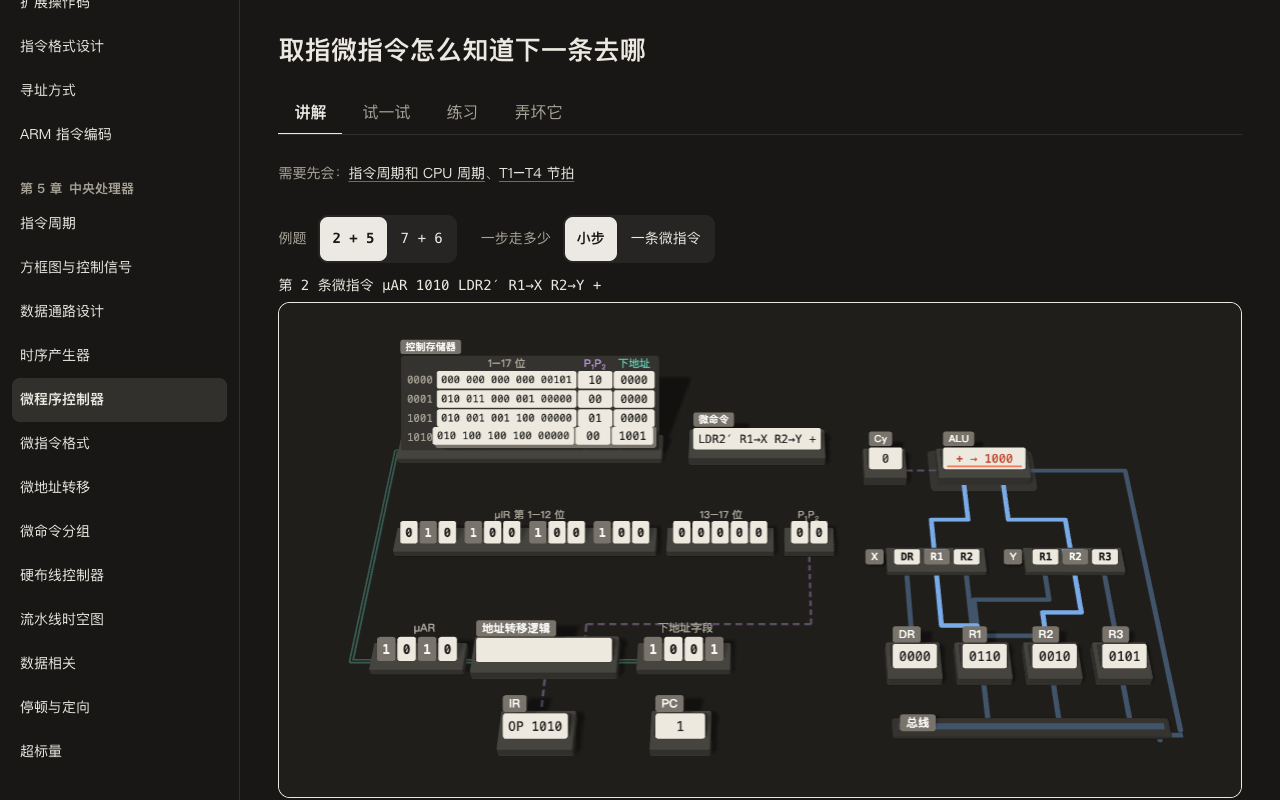 扩展操作码
指令格式设计
寻址方式
ARM 指令编码
第 5 章 中央处理器
指令周期
方框图与控制信号
数据通路设计
时序产生器
微程序控制器
微指令格式
微地址转移
微命令分组
硬布线控制器
流水线时空图
数据相关
停顿与定向
超标量
取指微指令怎么知道下一条去哪
讲解 试一试 练习 弄坏它
需要先会：指令周期和 CPU 周期、T1—T4 节拍
例题 2 + 5 7 + 6 一步走多少 小步 一条微指令
第 2 条微指令 μAR 1010 LDR2′ R1→X R2→Y +
控制存储器
1—17 位 P₁P₂ 下地址
0000 000 000 000 000 00101 10 0000
0001 010 011 000 001 00000 00 0000
1001 010 001 001 100 00000 01 0000
1010 010 100 100 100 00000 00 1001
微命令
LDR2′ R1→X R2→Y +
Cy
0
ALU
+ → 1000
μIR 第 1—12 位 13—17 位 P₁P₂
0 1 0 1 0 0 1 0 0 1 0 0 0 0 0 0 0 0 0
X DR R1 R2 Y R1 R2 R3
μAR 地址转移逻辑 下地址字段
1 0 1 0 1 0 0 1
DR R1 R2 R3
0000 0110 0010 0101
IR PC
OP 1010 1
总线